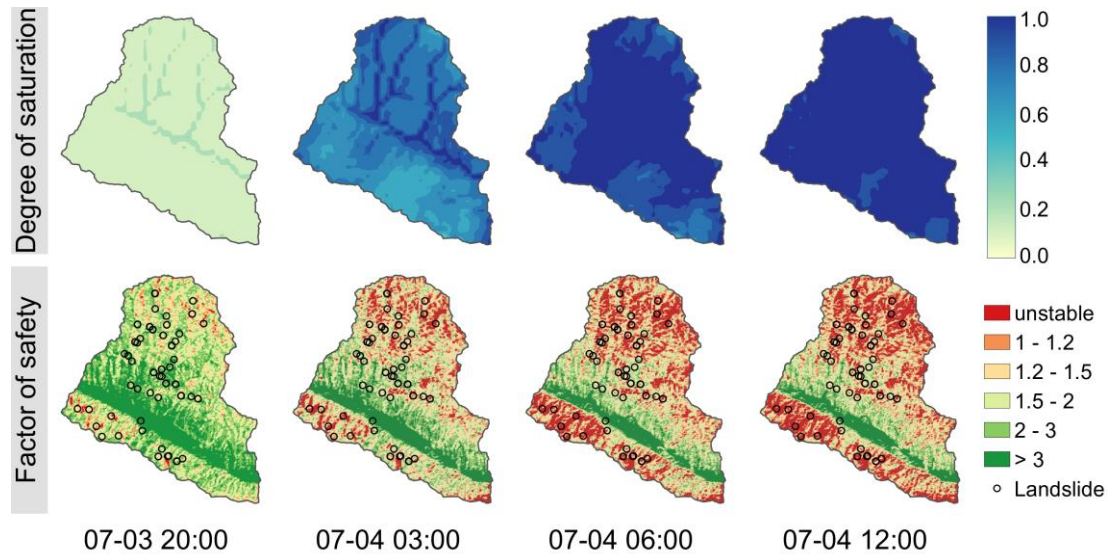 Degree of saturation
1.0
0.8
0.6
0.4
0.2
0.0
Factor of safety
unstable
1 - 1.2
1.2 - 1.5
1.5 - 2
2 - 3
> 3
Landslide
07-03 20:00
07-04 03:00
07-04 06:00
07-04 12:00